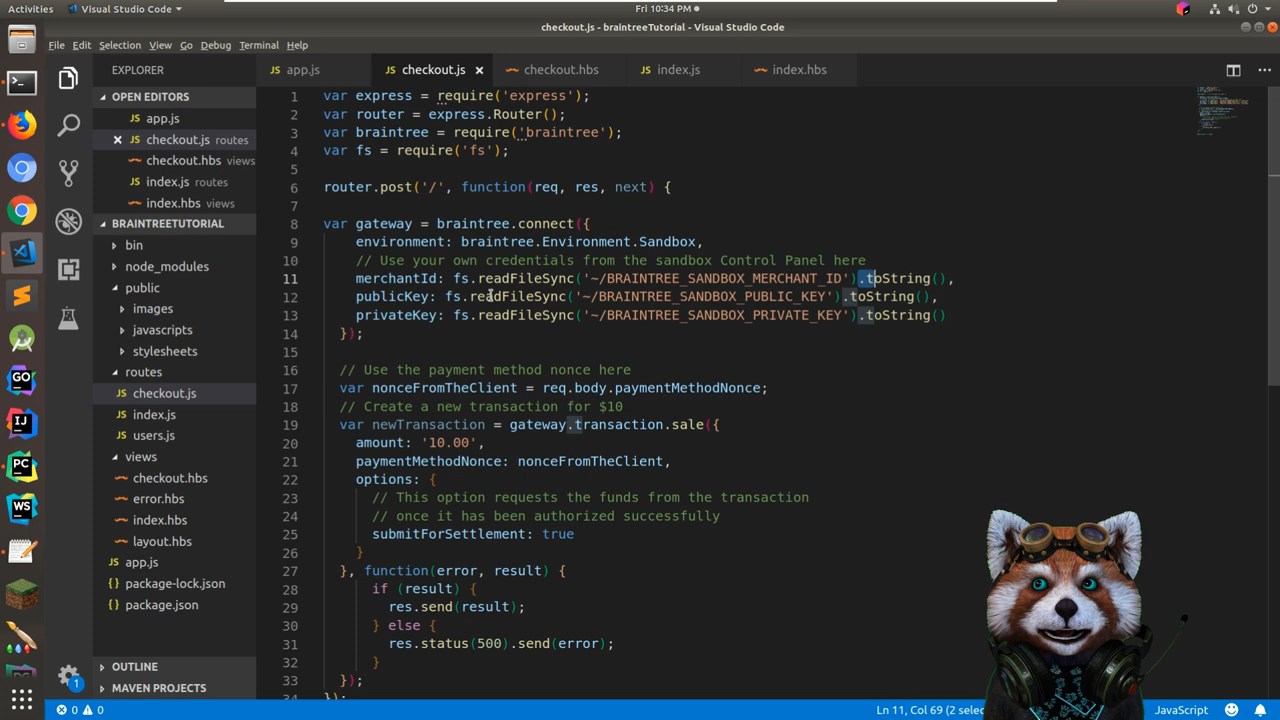 Activities
Visual Studio Code
Fri 10:34 PM
checkout.js - braintreeTutorial - Visual Studio Code
File Edit Selection View Go Debug Terminal Help
EXPLORER
OPEN EDITORS
JS app.js
JS checkout.js routes
checkout.hbs views
JS index.js routes
index.hbs views
BRAINTREETUTORIAL
bin
node_modules
public
images
javascripts
stylesheets
routes
JS checkout.js
JS index.js
JS users.js
views
checkout.hbs
error.hbs
index.hbs
layout.hbs
JS app.js
{} package-lock.json
{} package.json
OUTLINE
MAVEN PROJECTS
JS app.js
JS checkout.js
checkout.hbs
JS index.js
index.hbs
1 var express = require('express');
2 var router = express.Router();
3 var braintree = require('braintree');
4 var fs = require('fs');
5
6 router.post('/', function(req, res, next) {
7
8 var gateway = braintree.connect({
9 environment: braintree.Environment.Sandbox,
10 // Use your own credentials from the sandbox Control Panel here
11 merchantId: fs.readFileSync('~/BRAINTREE_SANDBOX_MERCHANT_ID').toString(),
12 publicKey: fs.readFileSync('~/BRAINTREE_SANDBOX_PUBLIC_KEY').toString(),
13 privateKey: fs.readFileSync('~/BRAINTREE_SANDBOX_PRIVATE_KEY').toString()
14 });
15
16 // Use the payment method nonce here
17 var nonceFromTheClient = req.body.paymentMethodNonce;
18 // Create a new transaction for $10
19 var newTransaction = gateway.transaction.sale({
20 amount: '10.00',
21 paymentMethodNonce: nonceFromTheClient,
22 options: {
23 // This option requests the funds from the transaction
24 // once it has been authorized successfully
25 submitForSettlement: true
26 }
27 }, function(error, result) {
28 if (result) {
29 res.send(result);
30 } else {
31 res.status(500).send(error);
32 }
33 });
34 });
GO
IJ
PC
WS
PC
1
0 0
Ln 11, Col 69 (2 selec
JavaScript